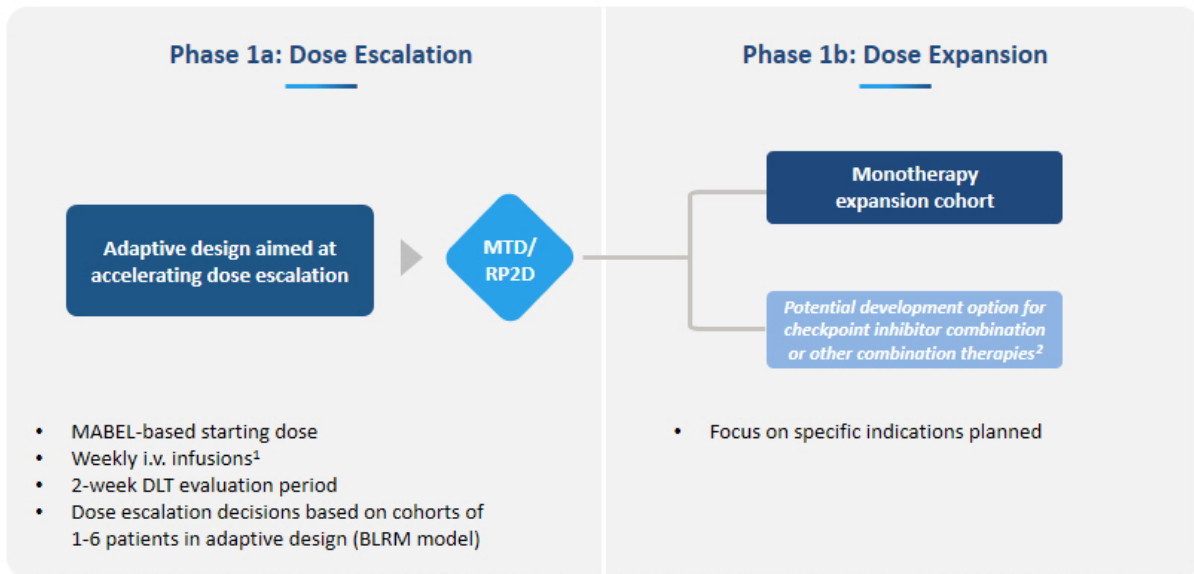 Phase 1a: Dose Escalation
Adaptive design aimed at
accelerating dose escalation
MTD/
RP2D
• MABEL-based starting dose
• Weekly i.v. infusions¹
• 2-week DLT evaluation period
• Dose escalation decisions based on cohorts of
1-6 patients in adaptive design (BLRM model)
Phase 1b: Dose Expansion
Monotherapy
expansion cohort
Potential development option for
checkpoint inhibitor combination
or other combination therapies²
• Focus on specific indications planned